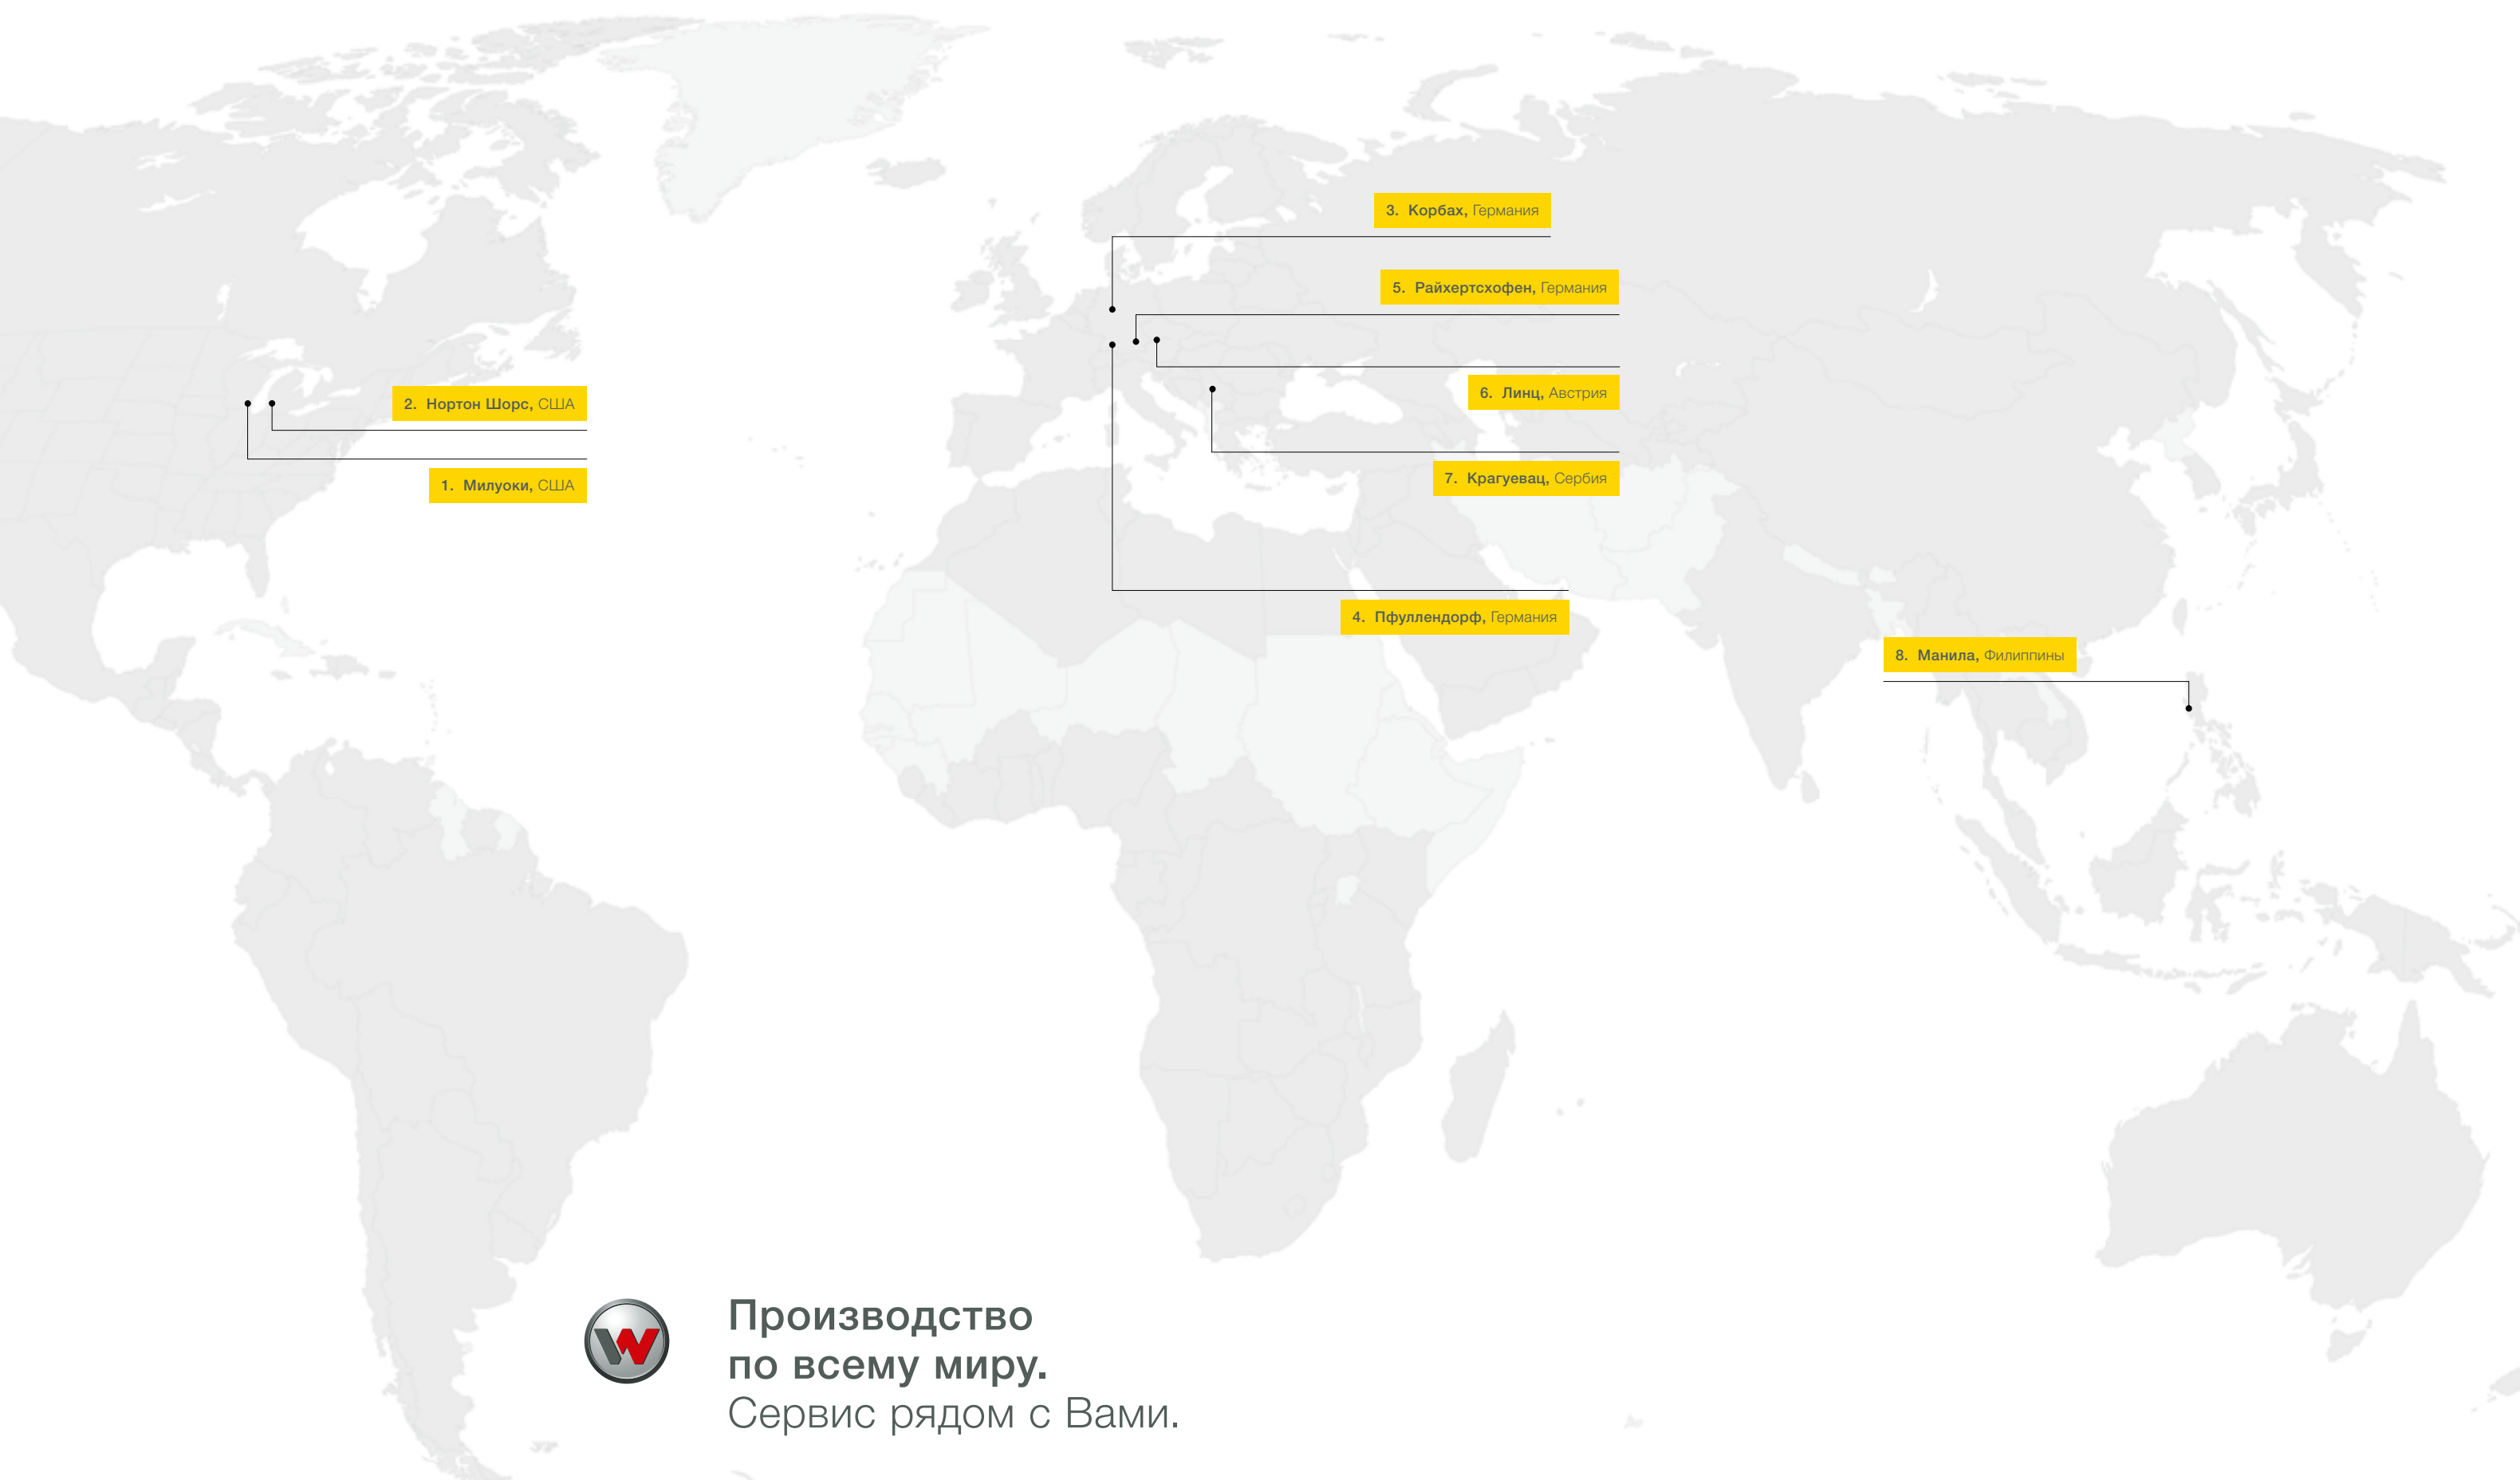 3. Корбах, Германия
5. Райхертсхофен, Германия
6. Линц, Австрия
2. Нортон Шорс, США
7. Крагуевац, Сербия
1. Милуоки, США
4. Пфуллендорф, Германия
8. Манила, Филиппины
Производство
по всему миру.
Сервис рядом с Вами.